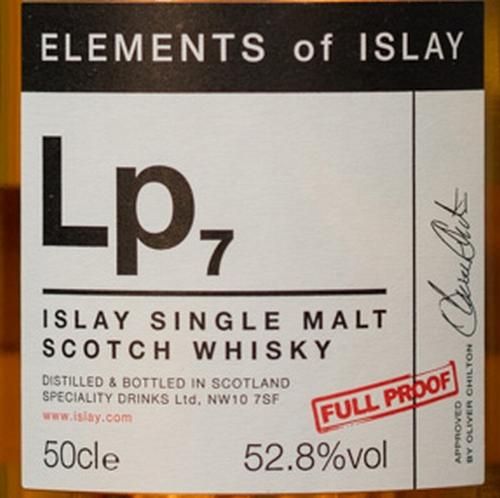 ELEMENTS of ISLAY
Lp7
ISLAY SINGLE MALT
SCOTCH WHISKY
DISTILLED & BOTTLED IN SCOTLAND
SPECIALITY DRINKS Ltd, NW10 7SF
www.islay.com
FULL PROOF
50cle
52.8%vol
APPROVED
BY OLIVER CHILTON